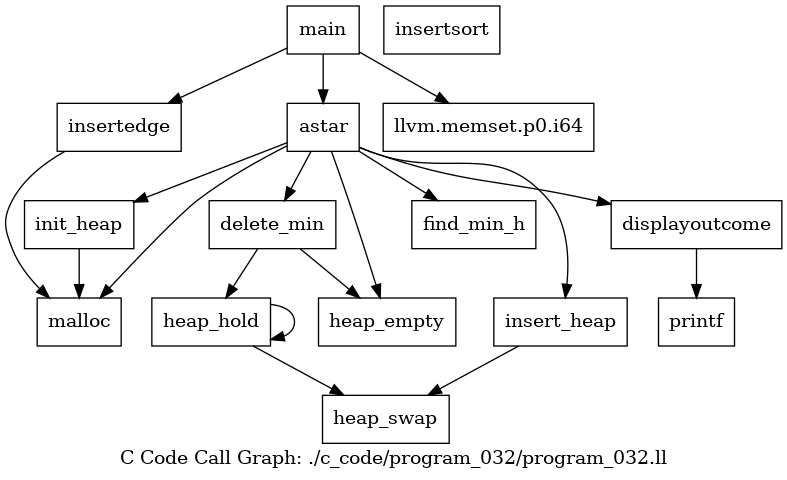 main
insertsort
insertedge
astar
llvm.memset.p0.i64
init_heap
delete_min
find_min_h
displayoutcome
malloc
heap_hold
heap_empty
insert_heap
printf
heap_swap
C Code Call Graph: ./c_code/program_032/program_032.ll